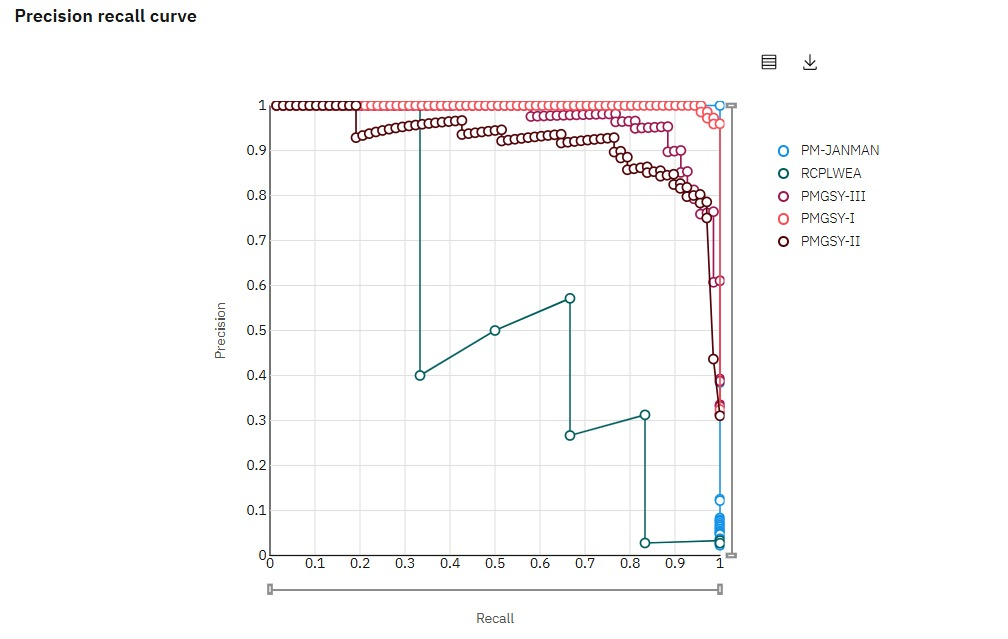 Precision recall curve
1
0.9
0.8
0.7
0.6
0.5
0.4
0.3
0.2
0.1
0
Precision
0 0.1 0.2 0.3 0.4 0.5 0.6 0.7 0.8 0.9 1
Recall
PM-JANMAN
RCPLWEA
PMGSY-III
PMGSY-I
PMGSY-II